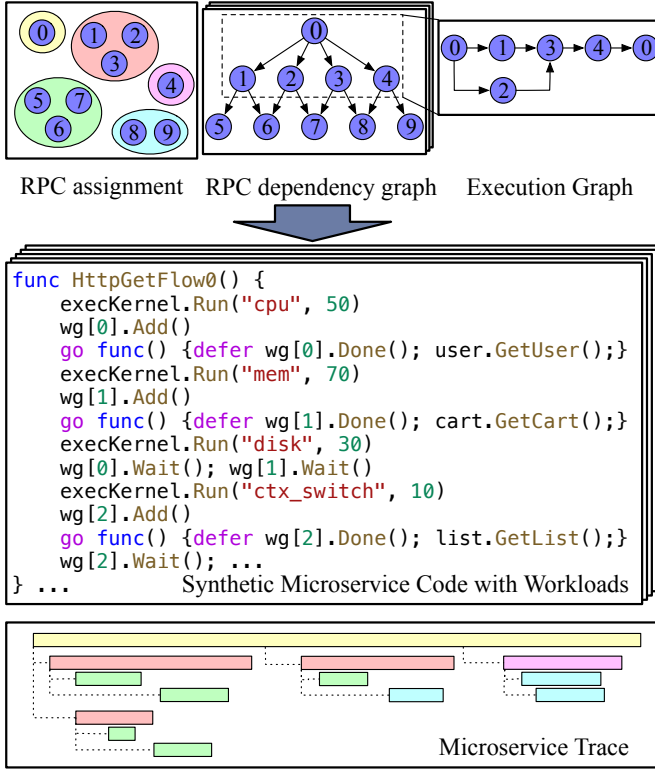 0 1 2 3 4 5 7 6 8 9
0
1 2 3 4
5 6 7 8 9
0 1 3 4 0
2
RPC assignment
RPC dependency graph
Execution Graph
func HttpGetFlow0() {
    execKernel.Run("cpu", 50)
    wg[0].Add()
    go func() {defer wg[0].Done(); user.GetUser();}
    execKernel.Run("mem", 70)
    wg[1].Add()
    go func() {defer wg[1].Done(); cart.GetCart();}
    execKernel.Run("disk", 30)
    wg[0].Wait(); wg[1].Wait()
    execKernel.Run("ctx_switch", 10)
    wg[2].Add()
    go func() {defer wg[2].Done(); list.GetList();}
    wg[2].Wait(); ...
} ...
Synthetic Microservice Code with Workloads
Microservice Trace